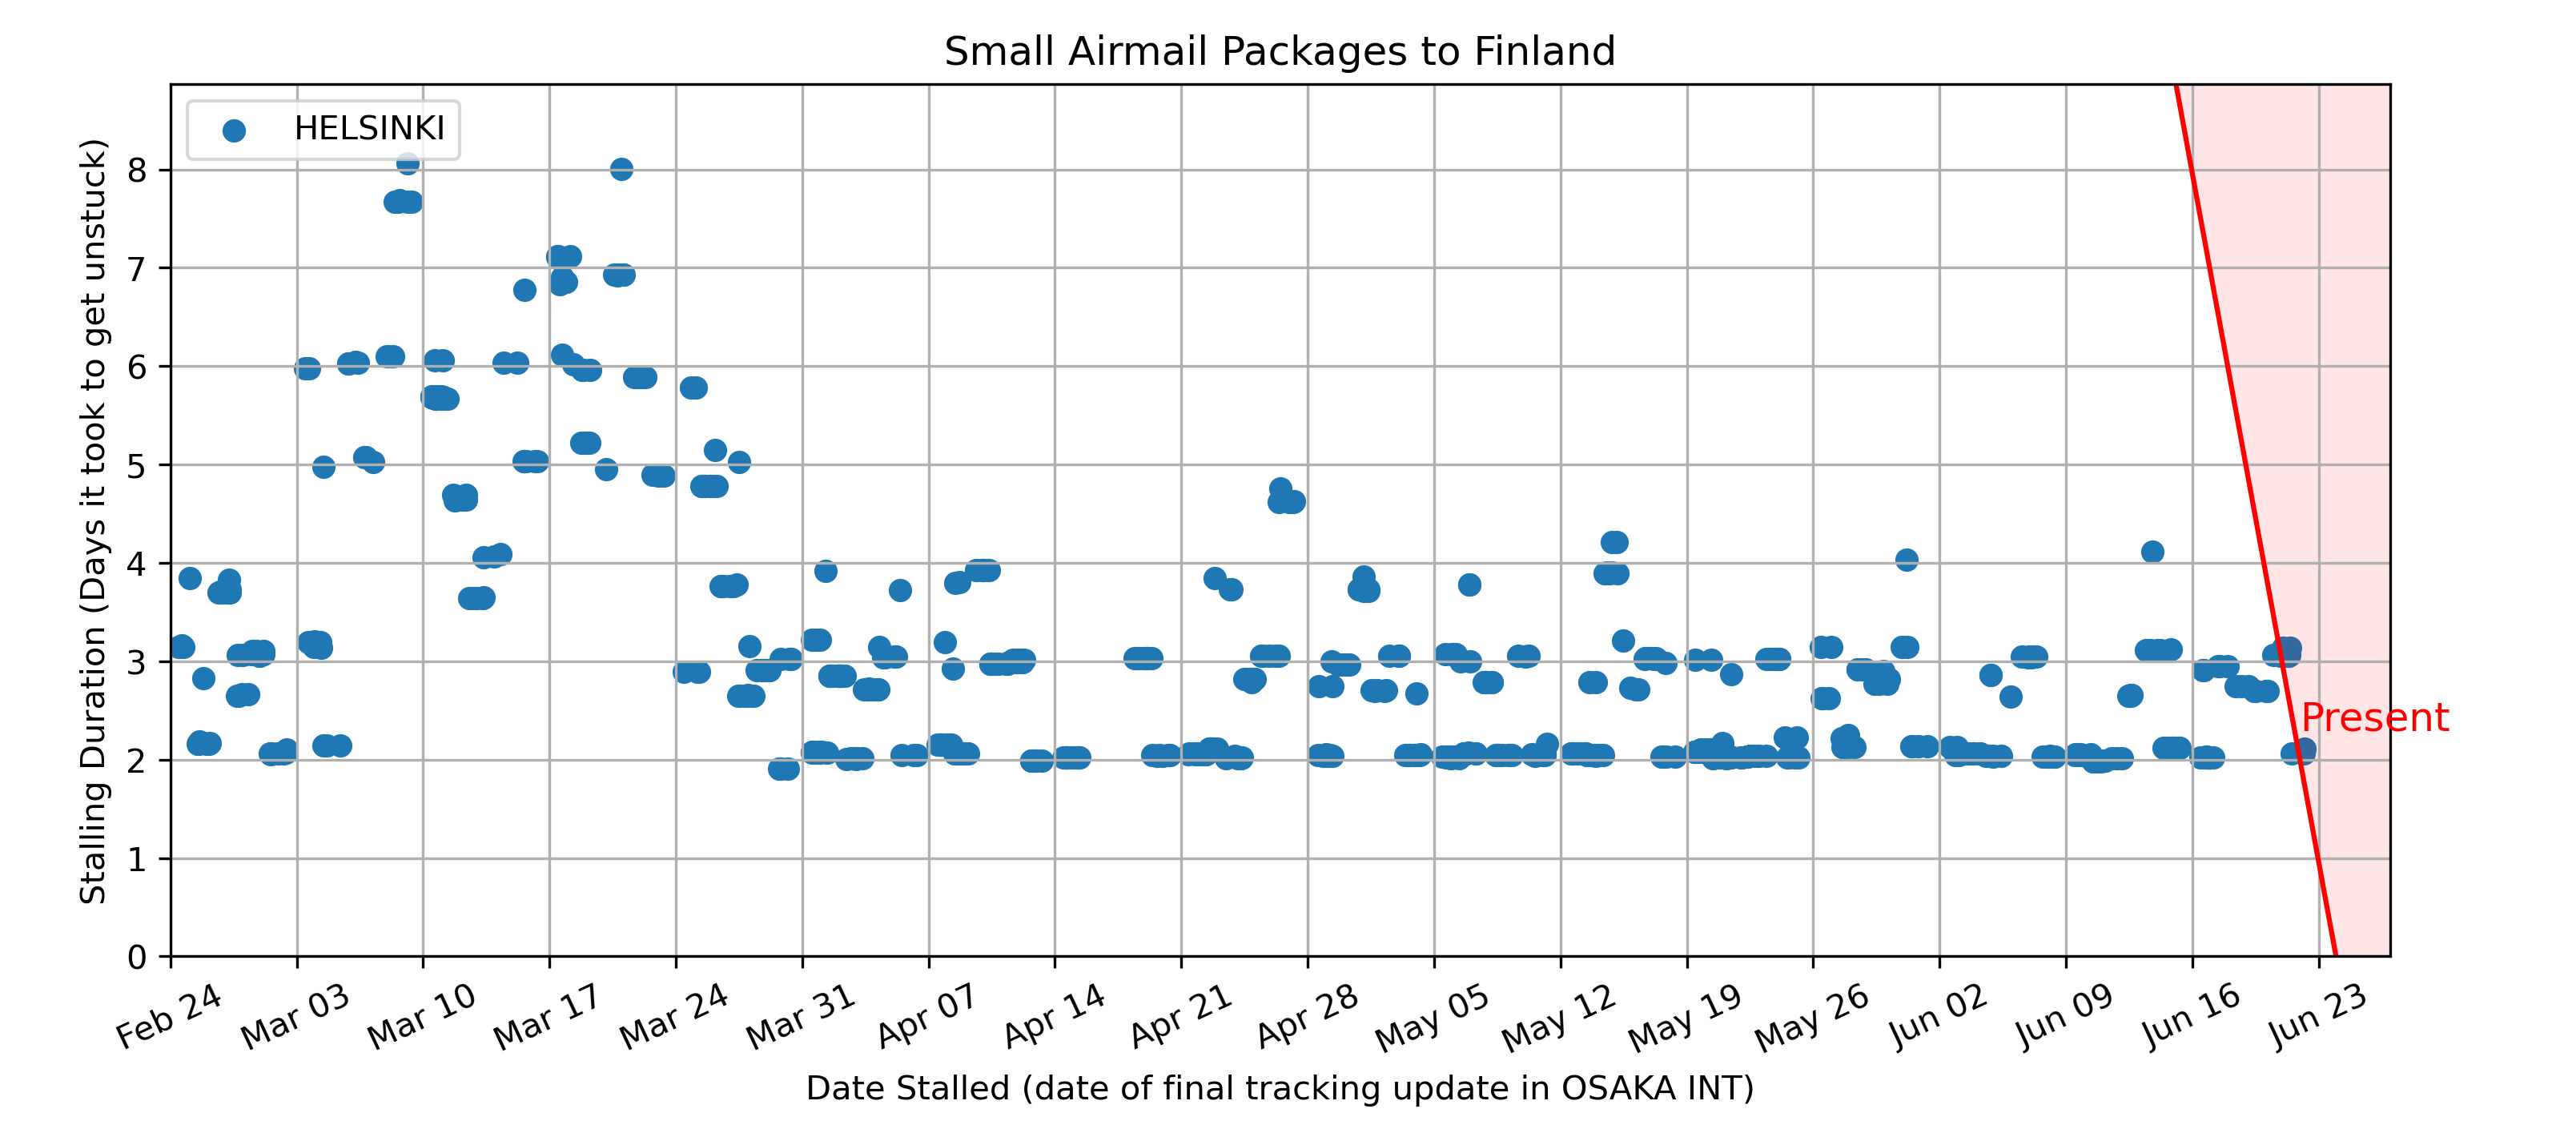 Small Airmail Packages to Finland
HELSINKI
Stalling Duration (Days it took to get unstuck)
8
7
6
5
4
3
2
1
0
Present
Feb 24
Mar 03
Mar 10
Mar 17
Mar 24
Mar 31
Apr 07
Apr 14
Apr 21
Apr 28
May 05
May 12
May 19
May 26
Jun 02
Jun 09
Jun 16
Jun 23
Date Stalled (date of final tracking update in OSAKA INT)